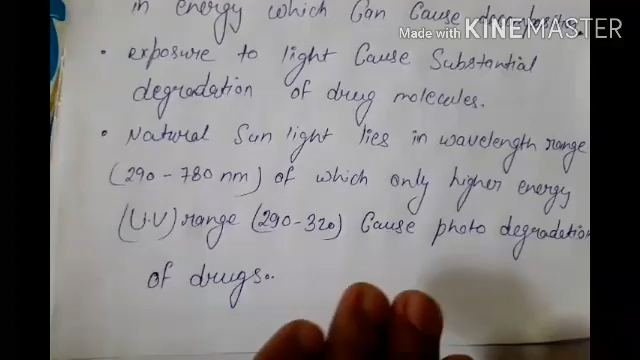 in energy which Can Cause
Made with KINEMASTER
• exposure to light Cause Substantial
degradation of drug molecules.
• Natural Sun light lies in wavelength range
(290-780 nm) of which only higher energy
(U.V) range (290-320) Cause photo degradation
of drugs..